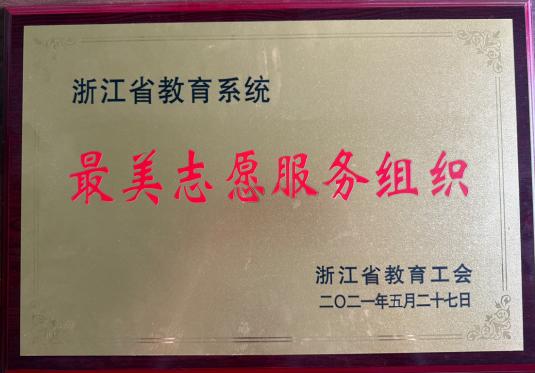 浙江省教育系统
最美志愿服务组织
浙江省教育工会
二〇二一年五月二十七日